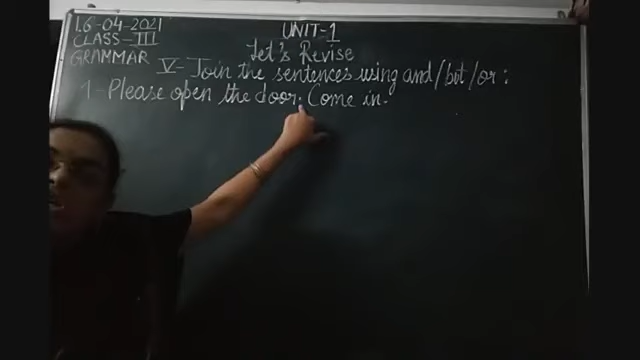 16-04-2021
UNIT-1
CLASS-III
Let's Revise
GRAMMAR
V- Join the sentences using and/but/or:
1- Please open the door. Come in.